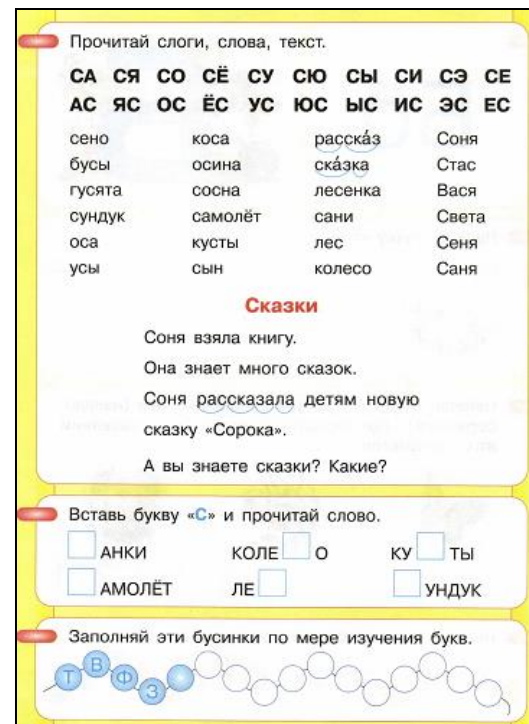 Прочитай слоги, слова, текст.
СА СЯ СО СЁ СУ СЮ СЫ СИ СЭ СЕ
АС ЯС ОС ЁС УС ЮС ЫС ИС ЭС ЕС
сено коса расска́з Соня
бусы осина ска́зка Стас
гусята сосна лесенка Вася
сундук самолёт сани Света
оса кусты лес Сеня
усы сын колесо Саня
Сказки
Соня взяла книгу.
Она знает много сказок.
Соня рассказала детям новую
сказку «Сорока».
А вы знаете сказки? Какие?
Вставь букву «С» и прочитай слово.
АНКИ КОЛЕ О КУ ТЫ
АМОЛЁТ ЛЕ УНДУК
Заполняй эти бусинки по мере изучения букв.
Т В Ф З